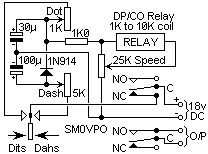 Dot
DP/CO Relay
1K to 10K coil
30µ
1K
1K0
RELAY
100µ
1N914
25K Speed
Dash
5K
NO
C
NC
18v
DC
SM0VPO
NO
C
O/P
NC
Dits
Dahs